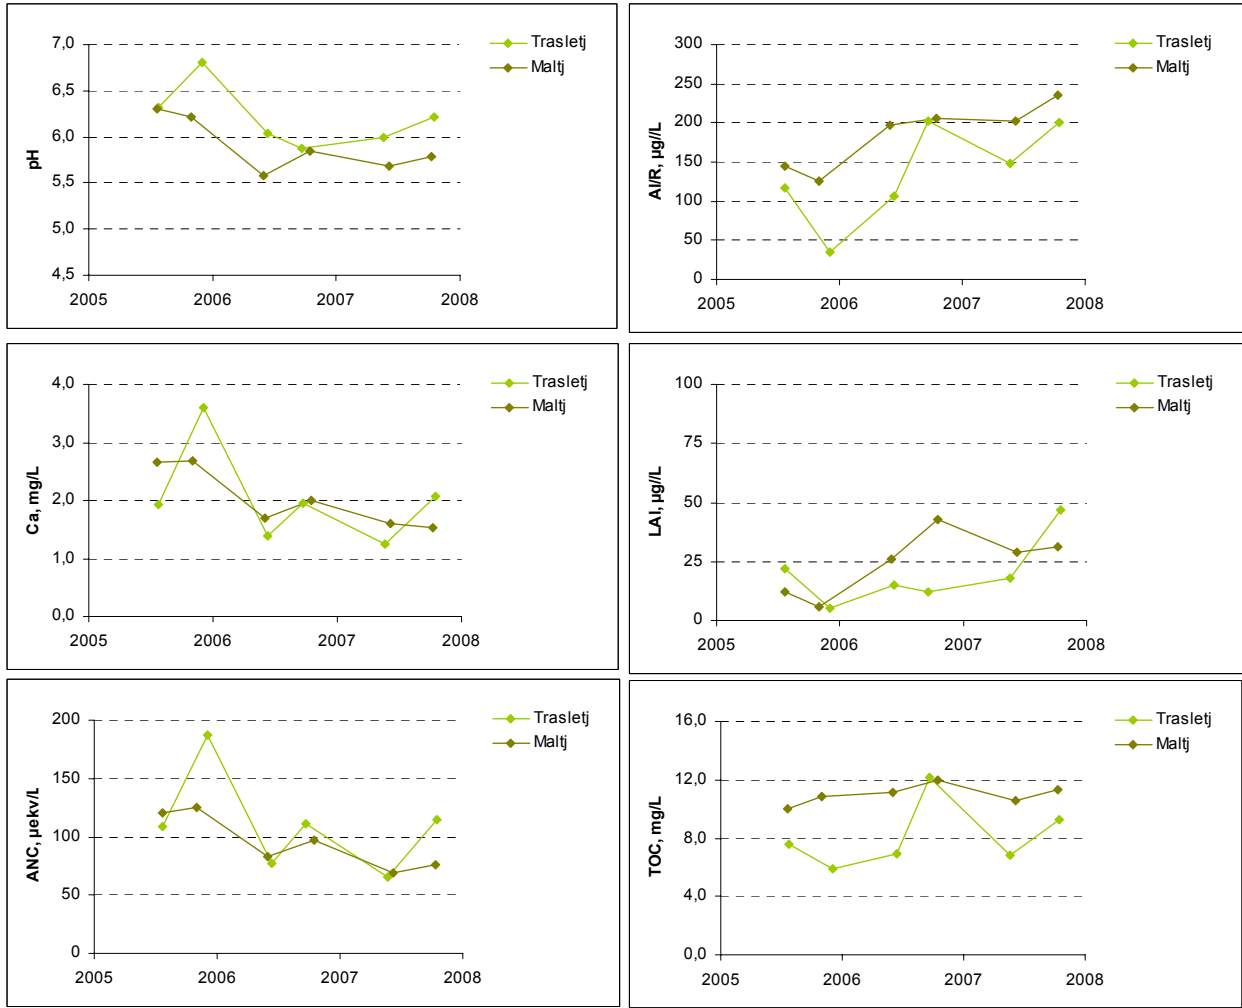 7,0
6,5
6,0
5,5
5,0
4,5
pH
2005 2006 2007 2008
Trasletj
Maltj
300
250
200
150
100
50
0
Al/R, µg//L
2005 2006 2007 2008
Trasletj
Maltj
4,0
3,0
2,0
1,0
0,0
Ca, mg/L
2005 2006 2007 2008
Trasletj
Maltj
100
75
50
25
0
LAl, µg//L
2005 2006 2007 2008
Trasletj
Maltj
200
150
100
50
0
ANC, µekv/L
2005 2006 2007 2008
Trasletj
Maltj
16,0
12,0
8,0
4,0
0,0
TOC, mg/L
2005 2006 2007 2008
Trasletj
Maltj